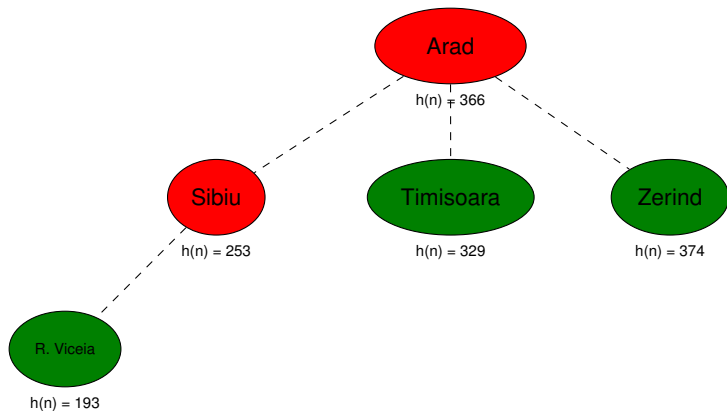 Arad
h(n) = 366
Sibiu
Timisoara
Zerind
h(n) = 253
h(n) = 329
h(n) = 374
R. Viceia
h(n) = 193